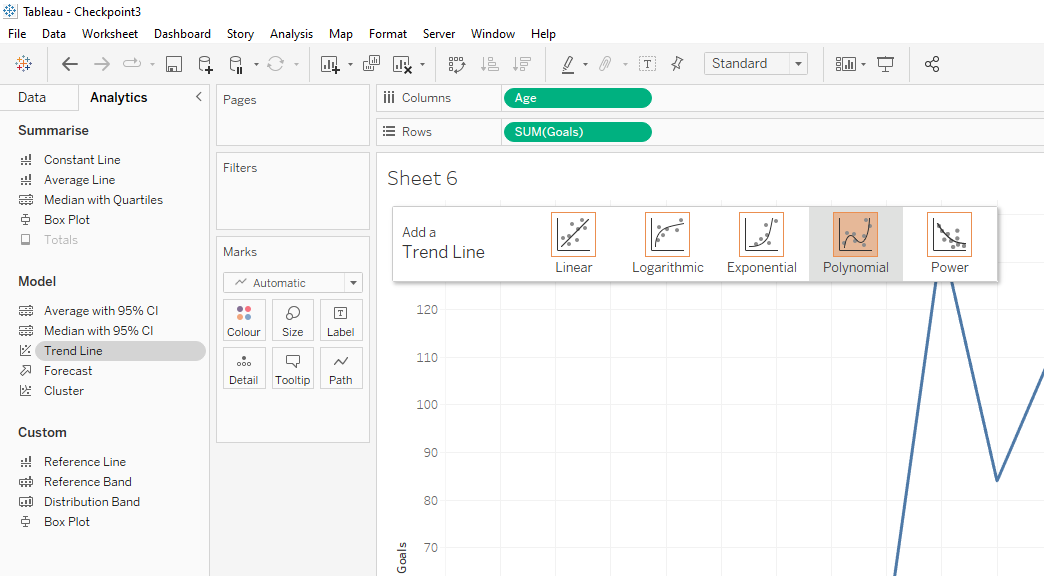 Tableau - Checkpoint3
File Data Worksheet Dashboard Story Analysis Map Format Server Window Help
Standard
Data Analytics
Summarise
Constant Line
Average Line
Median with Quartiles
Box Plot
Totals
Model
Average with 95% CI
Median with 95% CI
Trend Line
Forecast
Cluster
Custom
Reference Line
Reference Band
Distribution Band
Box Plot
Pages
Filters
Marks
Automatic
Colour Size Label
Detail Tooltip Path
Columns Age
Rows SUM(Goals)
Sheet 6
Add a
Trend Line
Linear Logarithmic Exponential Polynomial Power
120
110
100
90
80
70
Goals